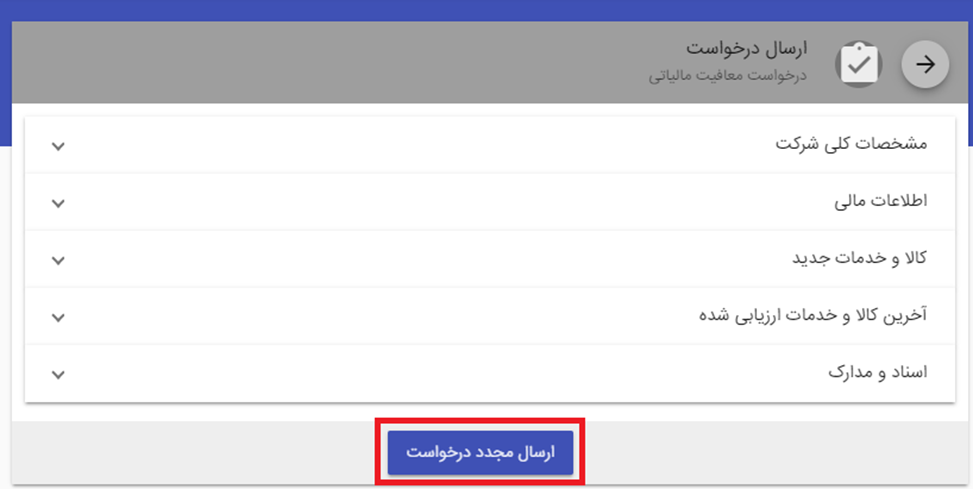 ارسال درخواست
درخواست معافیت مالیاتی
مشخصات کلی شرکت
اطلاعات مالی
کالا و خدمات جدید
آخرین کالا و خدمات ارزیابی شده
اسناد و مدارک
ارسال مجدد درخواست